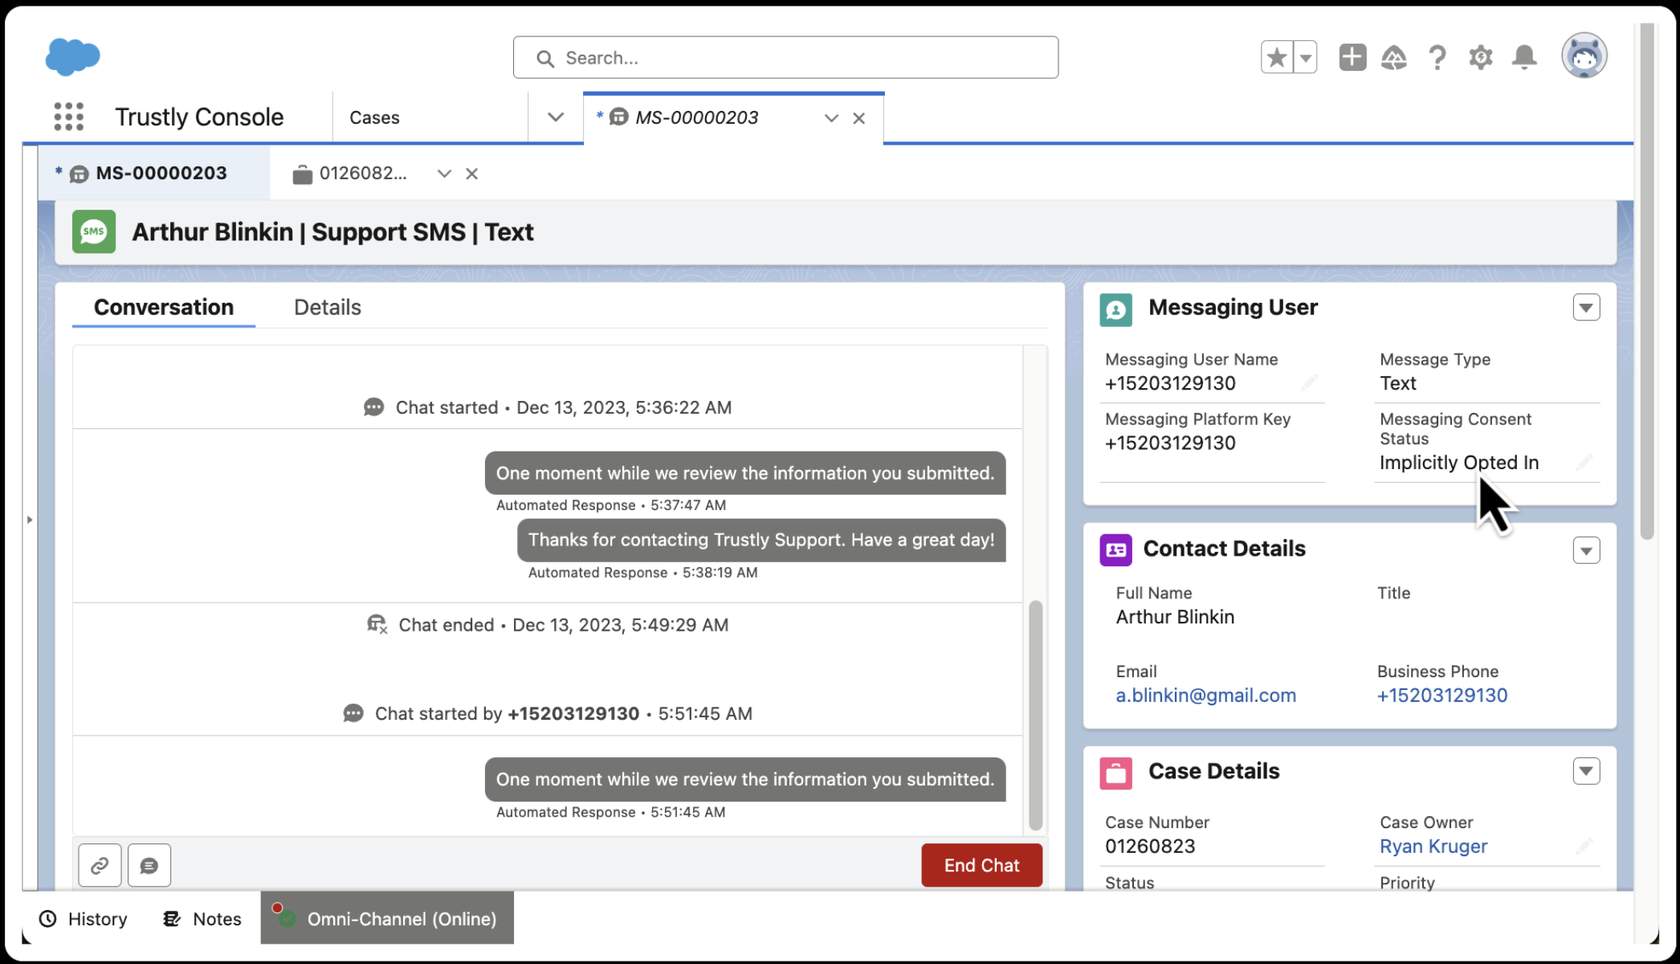 Search...
Trustly Console
Cases
* MS-00000203
* MS-00000203
0126082...
SMS
Arthur Blinkin | Support SMS | Text
Conversation
Details
Chat started • Dec 13, 2023, 5:36:22 AM
One moment while we review the information you submitted.
Automated Response • 5:37:47 AM
Thanks for contacting Trustly Support. Have a great day!
Automated Response • 5:38:19 AM
Chat ended • Dec 13, 2023, 5:49:29 AM
Chat started by +15203129130 • 5:51:45 AM
One moment while we review the information you submitted.
Automated Response • 5:51:45 AM
End Chat
Messaging User
Messaging User Name
+15203129130
Message Type
Text
Messaging Platform Key
+15203129130
Messaging Consent
Status
Implicitly Opted In
Contact Details
Full Name
Arthur Blinkin
Title
Email
a.blinkin@gmail.com
Business Phone
+15203129130
Case Details
Case Number
01260823
Case Owner
Ryan Kruger
Status
Priority
History
Notes
Omni-Channel (Online)